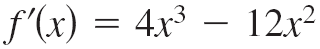 f′(x) = 4x³ − 12x²